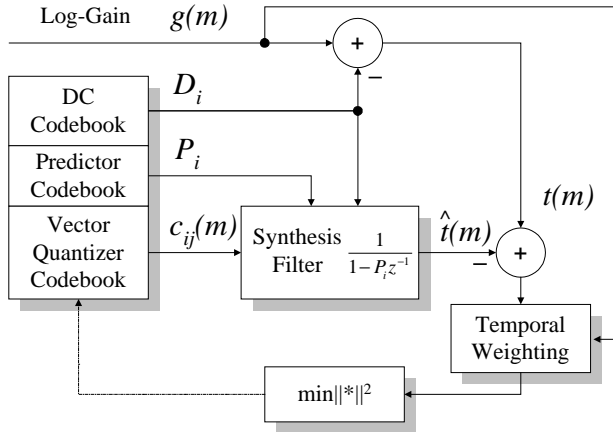 Log-Gain g(m)
+
−
DC
Codebook
D_i
Predictor
Codebook
P_i
t(m)
Vector
Quantizer
Codebook
c_ij(m)
Synthesis
Filter
1
1−P_i z^−1
t̂(m)
−
+
Temporal
Weighting
min||*||²